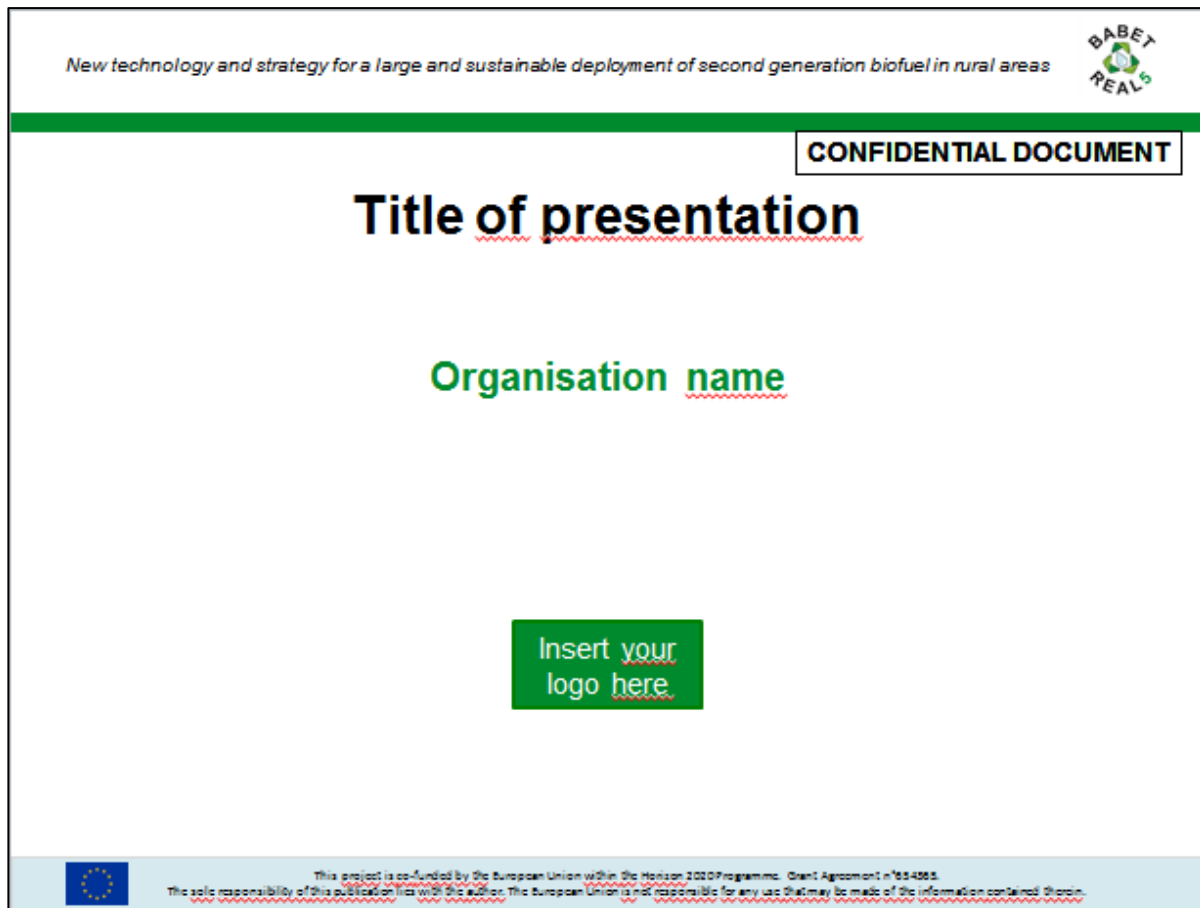 New technology and strategy for a large and sustainable deployment of second generation biofuel in rural areas
BABET
REAL5
CONFIDENTIAL DOCUMENT
Title of presentation
Organisation name
Insert your
logo here
This project is co-funded by the European Union within the Horizon 2020 Programme. Grant Agreement n°654365.
The sole responsibility of this publication lies with the author. The European Union is not responsible for any use that may be made of the information contained therein.